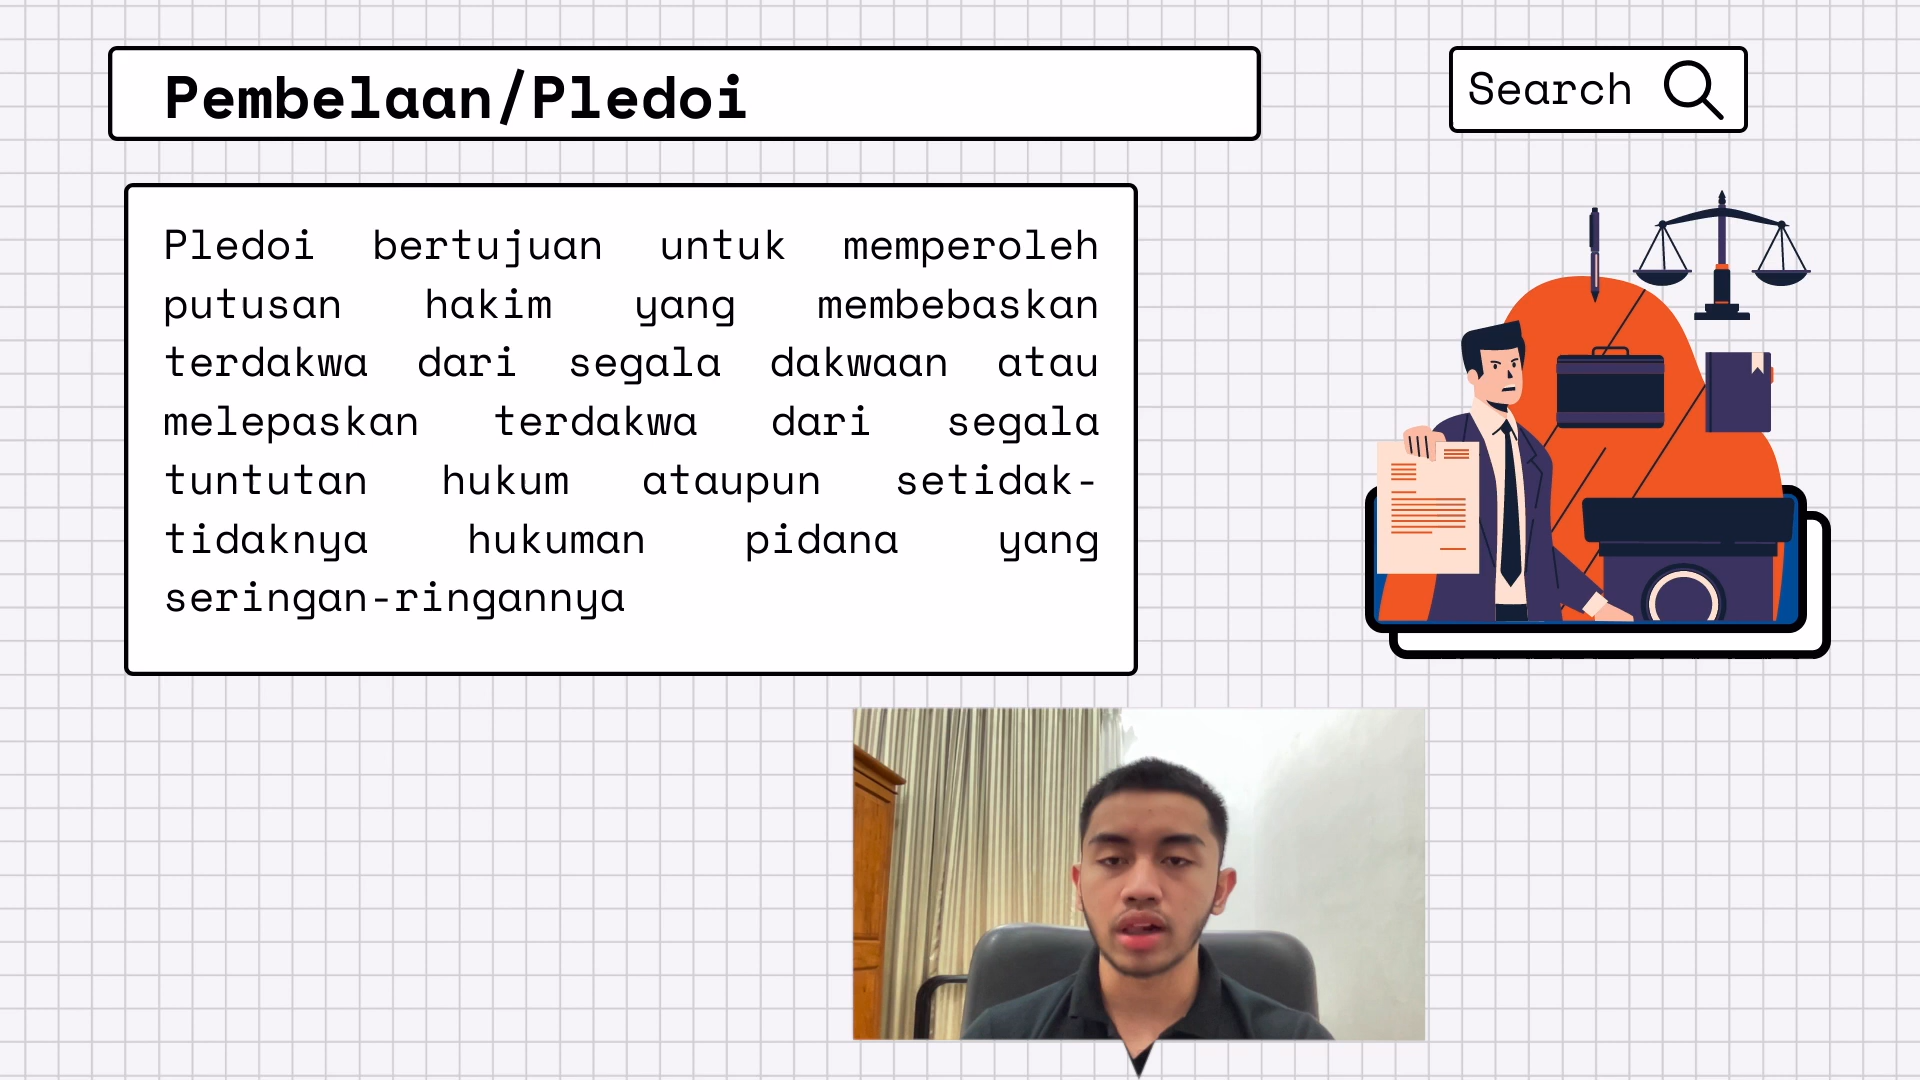 Pembelaan/Pledoi
Search
Pledoi bertujuan untuk memperoleh
putusan hakim yang membebaskan
terdakwa dari segala dakwaan atau
melepaskan terdakwa dari segala
tuntutan hukum ataupun setidak-
tidaknya hukuman pidana yang
seringan-ringannya